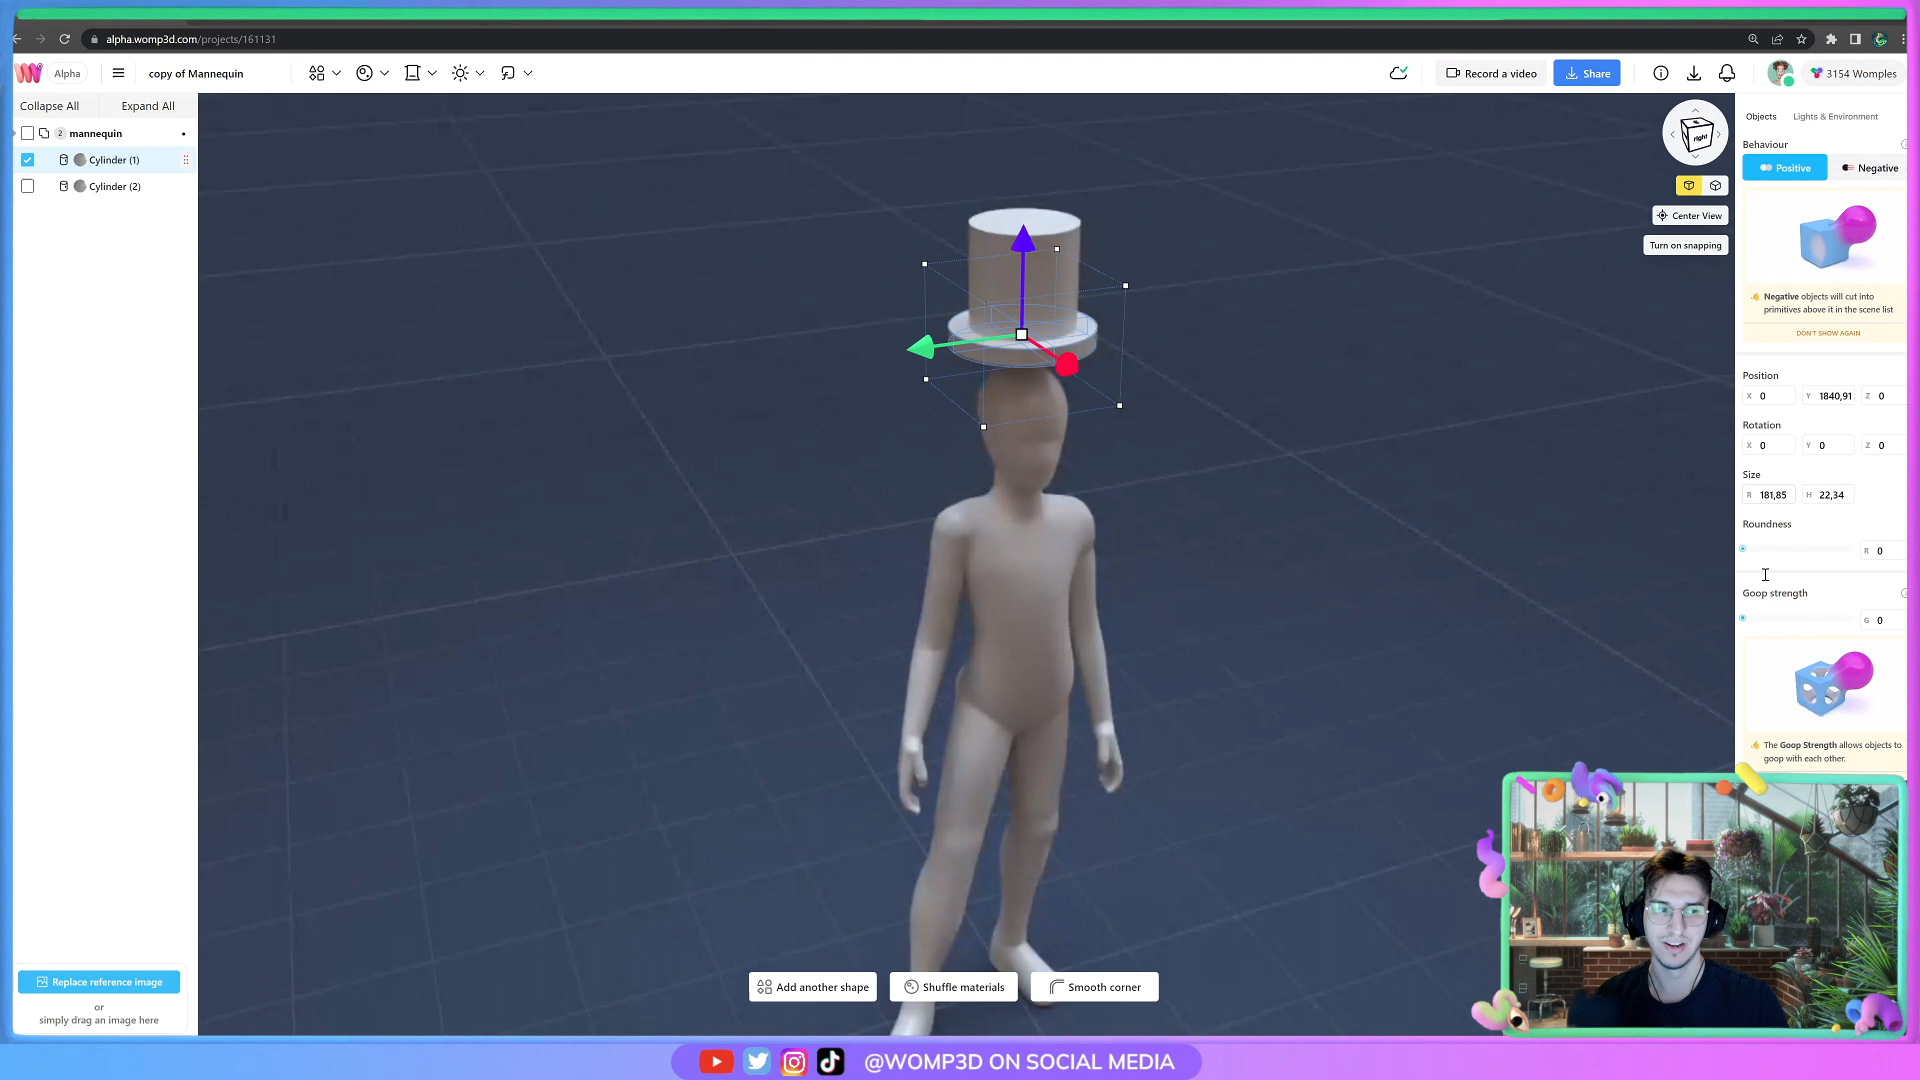 alpha.womp3d.com/projects/161131
Alpha
copy of Mannequin
Record a video
Share
3154 Womples
Collapse All
Expand All
2 mannequin
Cylinder (1)
Cylinder (2)
right
Center View
Turn on snapping
Objects
Lights & Environment
Behaviour
Positive
Negative
Negative objects will cut into
primitives above it in the scene list
DON'T SHOW AGAIN
Position
X 0 Y 1840,91 Z 0
Rotation
X 0 Y 0 Z 0
Size
R 181,85 H 22,34
Roundness
R 0
Goop strength
G 0
The Goop Strength allows objects to
goop with each other.
Replace reference image
or
simply drag an image here
Add another shape
Shuffle materials
Smooth corner
@WOMP3D ON SOCIAL MEDIA